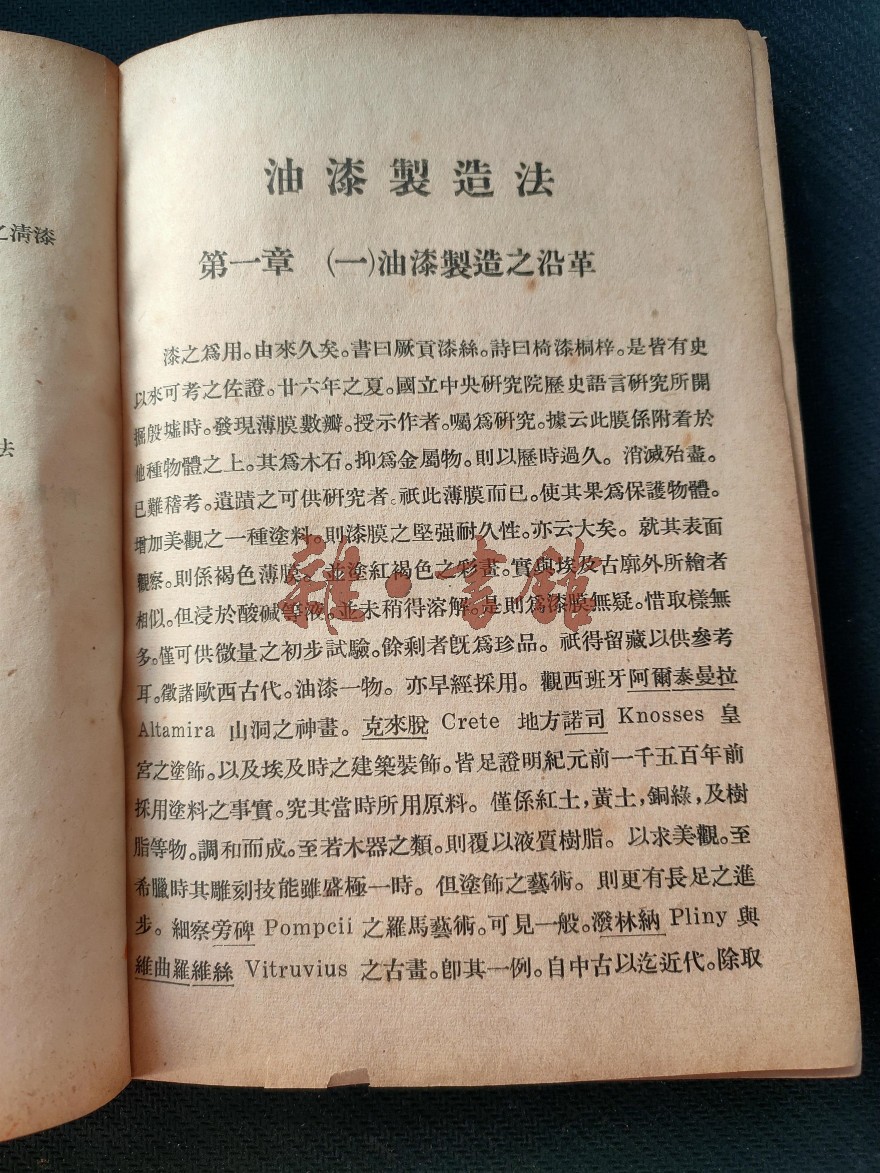 之清漆
法
油漆製造法
第一章 (一)油漆製造之沿革
漆之爲用。由來久矣。書曰厥貢漆絲。詩曰椅漆桐梓。是皆有史
以來可考之佐證。廿六年之夏。國立中央硏究院歷史語言硏究所開
掘殷墟時。發現薄膜數瓣。授示作者。囑爲硏究。據云此膜係附着於
他種物體之上。其爲木石。抑爲金屬物。則以歷時過久。消滅殆盡。
已難稽考。遺蹟之可供硏究者。祇此薄膜而已。使其果爲保護物體。
增加美觀之一種塗料。則漆膜之堅强耐久性。亦云大矣。就其表面
觀察。則係褐色薄膜。並塗紅褐色之彩畫。實與埃及古廓外所繪者
相似。但浸於酸碱等液。並未稍得溶解。是則爲漆膜無疑。惜取樣無
多。僅可供微量之初步試驗。餘剩者旣爲珍品。祇得留藏以供參考
耳。徵諸歐西古代。油漆一物。亦早經採用。觀西班牙阿爾泰曼拉
Altamira 山洞之神畫。克來脫 Crete 地方諾司 Knosses 皇
宮之塗飾。以及埃及時之建築裝飾。皆足證明紀元前一千五百年前
採用塗料之事實。究其當時所用原料。僅係紅土,黃土,銅綠,及樹
脂等物。調和而成。至若木器之類。則覆以液質樹脂。以求美觀。至
希臘時其雕刻技能雖盛極一時。但塗飾之藝術。則更有長足之進
步。細察旁碑 Pompcii 之羅馬藝術。可見一般。潑林納 Pliny 與
維曲羅維絲 Vitruvius 之古畫。卽其一例。自中古以迄近代。除取
雜·書館